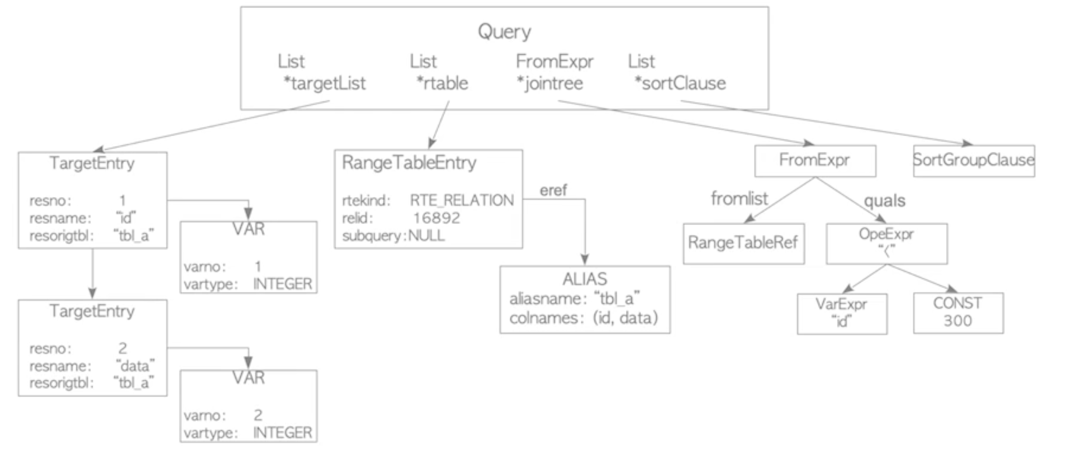 Query
List
*targetList
List
*rtable
FromExpr
*jointree
List
*sortClause
TargetEntry
resno: 1
resname: "id"
resorigtbl: "tbl_a"
VAR
varno: 1
vartype: INTEGER
TargetEntry
resno: 2
resname: "data"
resorigtbl: "tbl_a"
VAR
varno: 2
vartype: INTEGER
RangeTableEntry
rtekind: RTE_RELATION
relid: 16892
subquery:NULL
eref
ALIAS
aliasname: "tbl_a"
colnames: (id, data)
FromExpr
fromlist
quals
RangeTableRef
OpeExpr
"<"
VarExpr
"id"
CONST
300
SortGroupClause